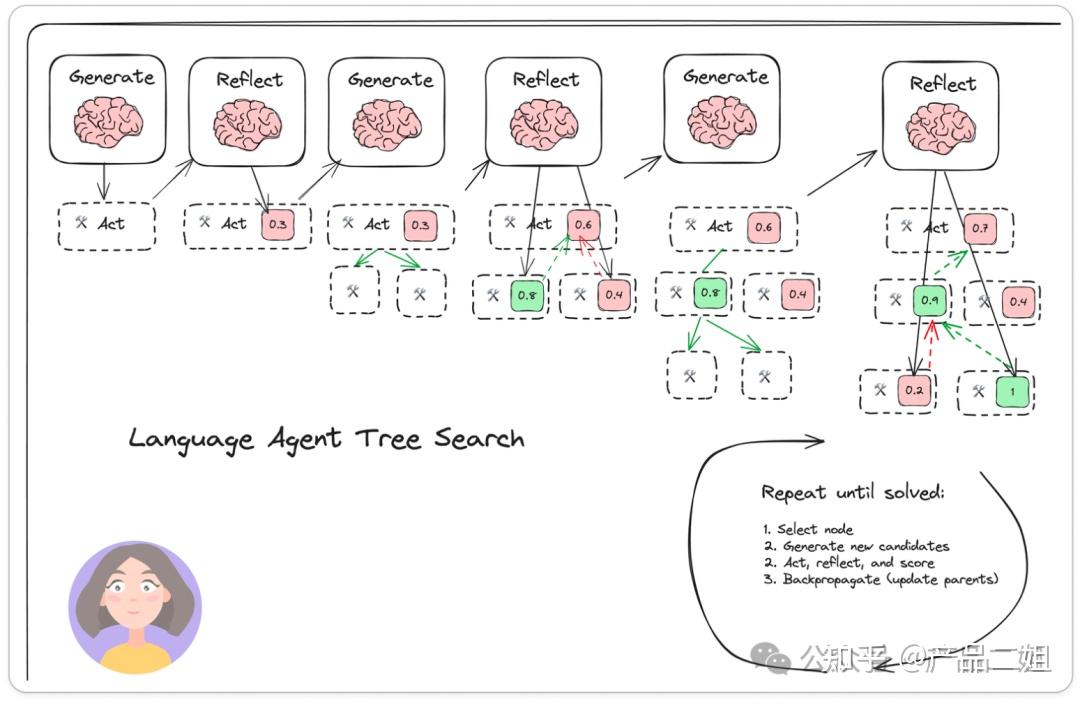 Generate
Reflect
Generate
Reflect
Generate
Reflect
Act
Act 0.3
Act 0.3
Act 0.6
0.8 0.4
Act 0.6
0.8 0.4
Act 0.7
0.9 0.4
0.2 1
Language Agent Tree Search
Repeat until solved:
1. Select node
2. Generate new candidates
2. Act, reflect, and score
3. Backpropagate (update parents)
知乎 @产品二姐